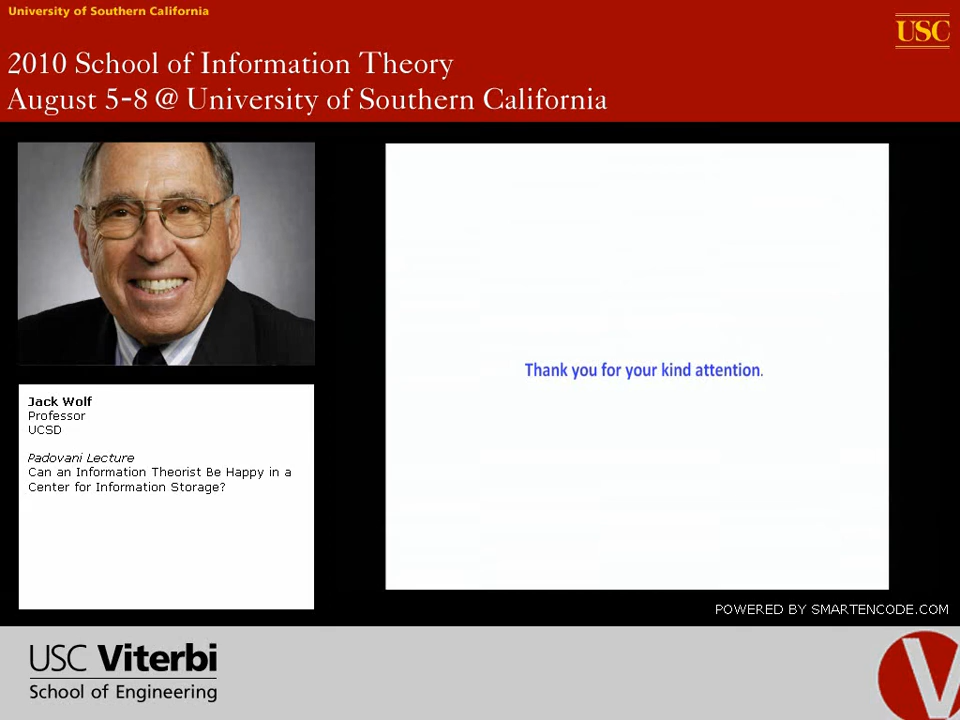 University of Southern California
USC
2010 School of Information Theory
August 5-8 @ University of Southern California
Jack Wolf
Professor
UCSD
Padovani Lecture
Can an Information Theorist Be Happy in a
Center for Information Storage?
Thank you for your kind attention.
POWERED BY SMARTENCODE.COM
USC Viterbi
School of Engineering
V